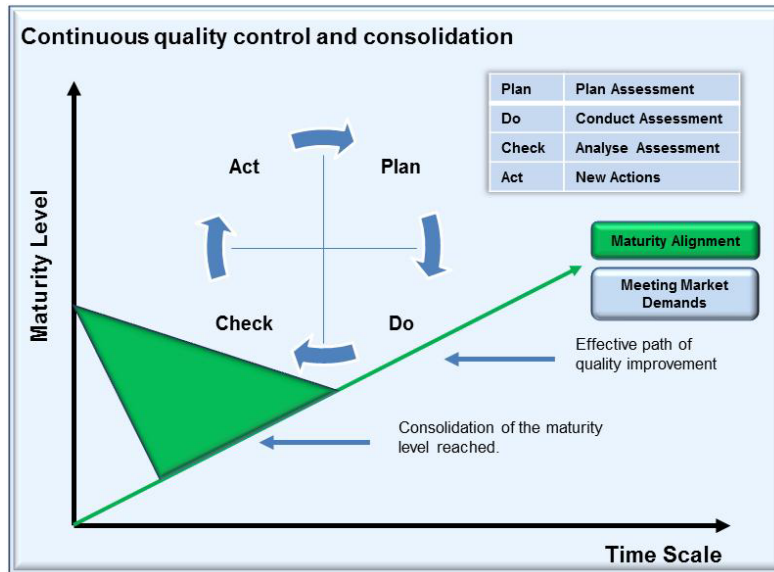 Continuous quality control and consolidation
Plan Plan Assessment
Do Conduct Assessment
Check Analyse Assessment
Act New Actions
Act
Plan
Check
Do
Maturity Level
Maturity Alignment
Meeting Market
Demands
Effective path of
quality improvement
Consolidation of the maturity
level reached.
Time Scale